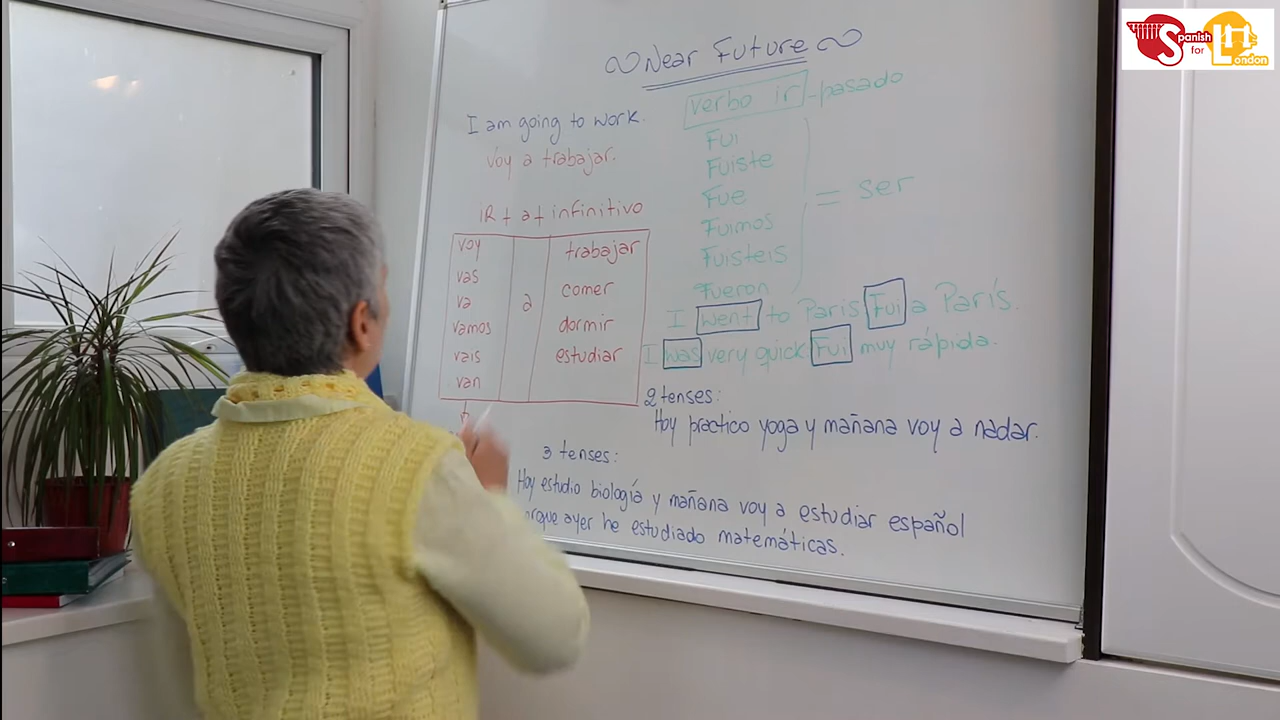 Near Future
I am going to work.
Voy a trabajar.
IR + a + infinitivo
voy
vas
va
vamos
vais
van
a
trabajar
comer
dormir
estudiar
verbo ir - pasado
Fui
Fuiste
Fue
Fuimos
Fuisteis
Fueron
= ser
I went to Paris Fui a París.
I was very quick Fui muy rápida.
2 tenses:
Hoy practico yoga y mañana voy a nadar.
3 tenses:
Hoy estudio biología y mañana voy a estudiar español
ayer he estudiado matemáticas.
Spanish
for
London